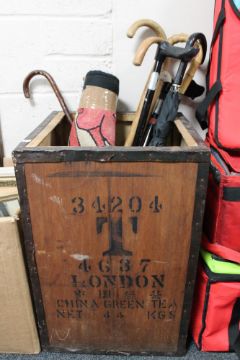 34204
T
4637
LONDON
CHINA GREEN TEA
NET 44 KGS